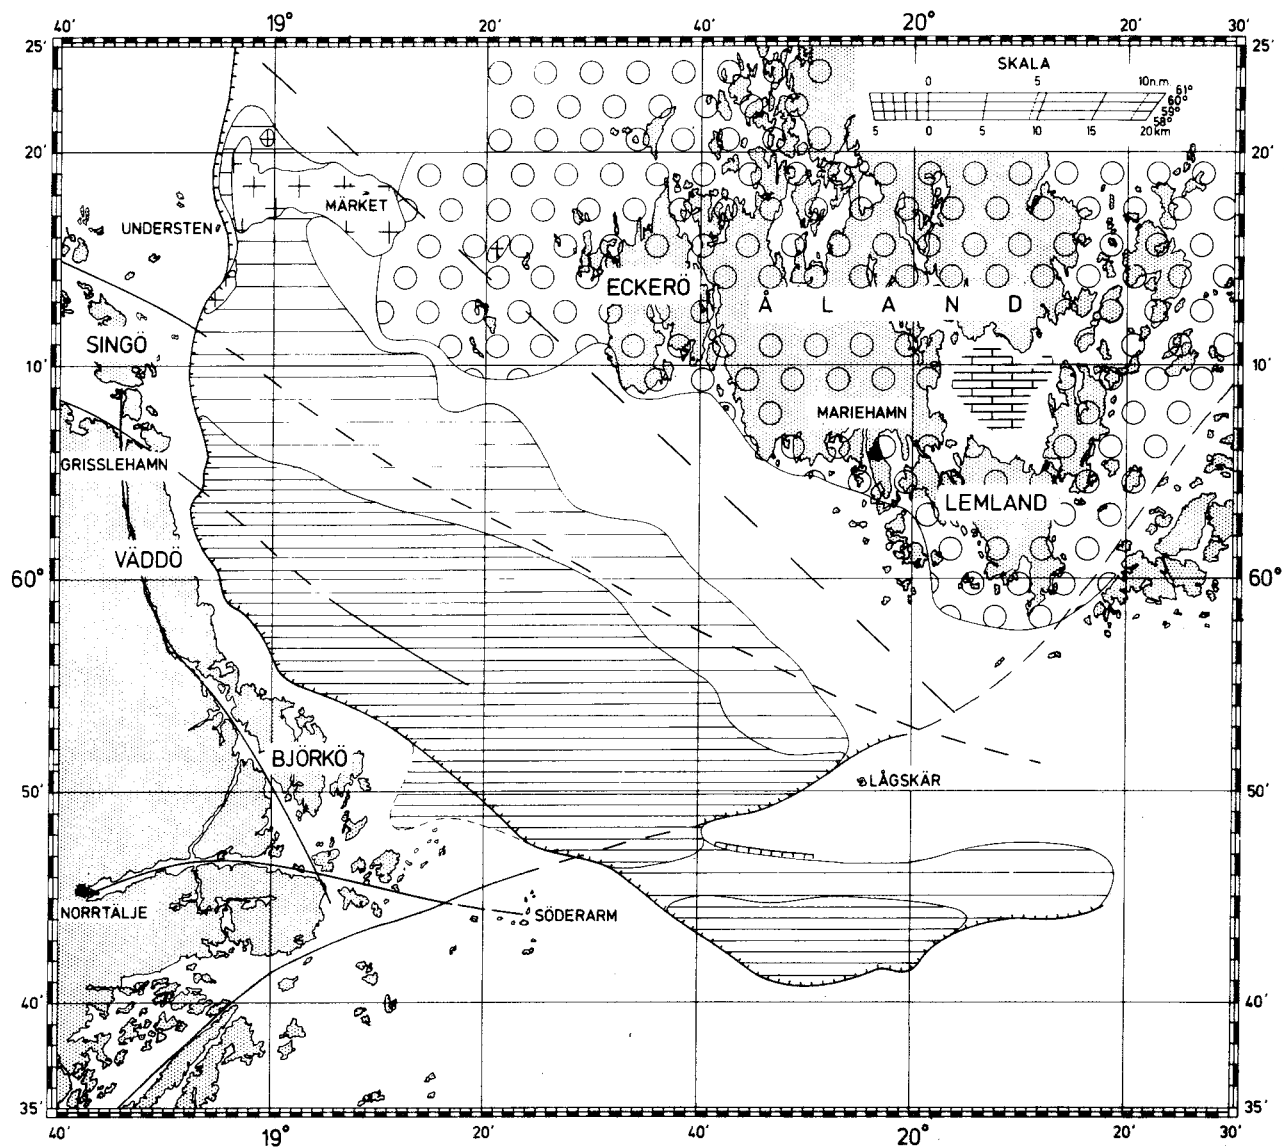 40´ 19° 20´ 40´ 20° 20´ 30´
25´ 25´
SKALA
0 5 10 n.m.
61°
60°
59°
58°
5 0 5 10 15 20 km
20´ 20´
MÄRKET
UNDERSTEN
ECKERÖ
ÅLAND
SINGÖ
10´ 10´
MARIEHAMN
GRISSLEHAMN
LEMLAND
VÄDDÖ
60° 60°
BJÖRKÖ
LÅGSKÄR
50´ 50´
NORRTÄLJE
SÖDERARM
40´ 40´
35´ 35´
40´ 19° 20´ 40´ 20° 20´ 30´